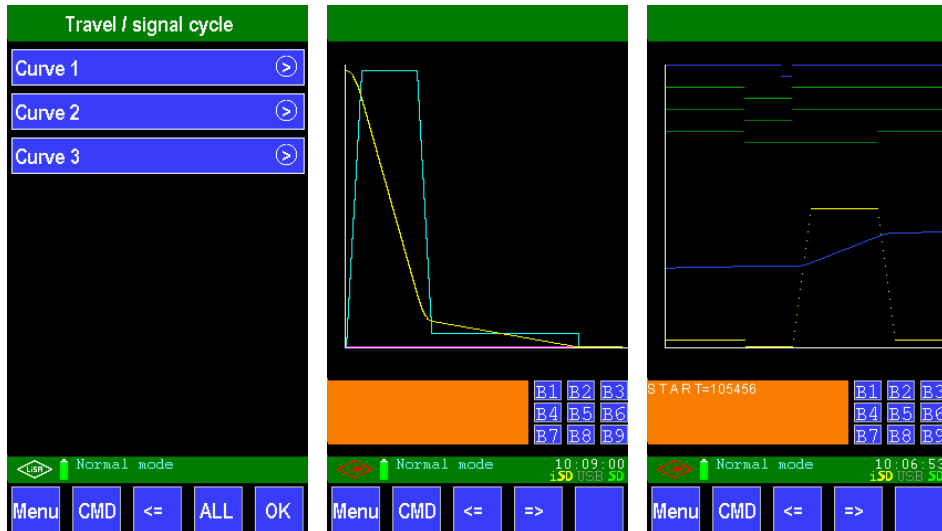 Travel / signal cycle
Curve 1
Curve 2
Curve 3
LiSA
Normal mode
Menu CMD <= ALL OK
B1 B2 B3
B4 B5 B6
B7 B8 B9
Normal mode 10:09:00
iSD USB SD
Menu CMD <= =>
START=105456
B1 B2 B3
B4 B5 B6
B7 B8 B9
Normal mode 10:06:53
iSD USB SD
Menu CMD <= =>